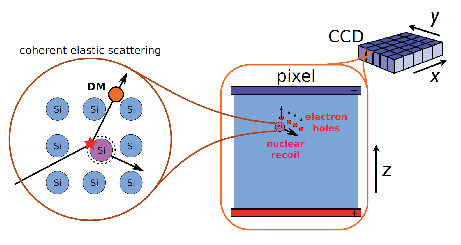 coherent elastic scattering
CCD
y
x
pixel
DM
Si
Si
S
Si
Si
Si
Si
Si
Si
−
electron
holes
nuclear
recoil
z
+